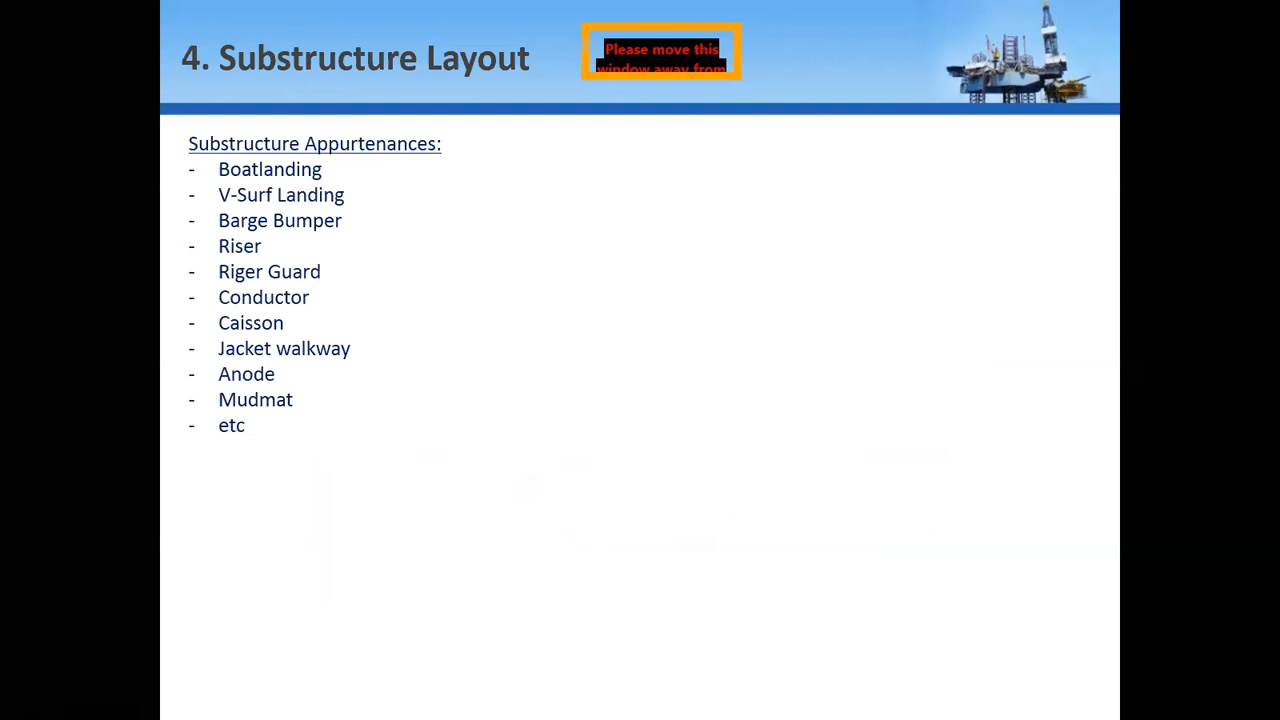 4. Substructure Layout
Please move this
window away from
Substructure Appurtenances:
- Boatlanding
- V-Surf Landing
- Barge Bumper
- Riser
- Riger Guard
- Conductor
- Caisson
- Jacket walkway
- Anode
- Mudmat
- etc